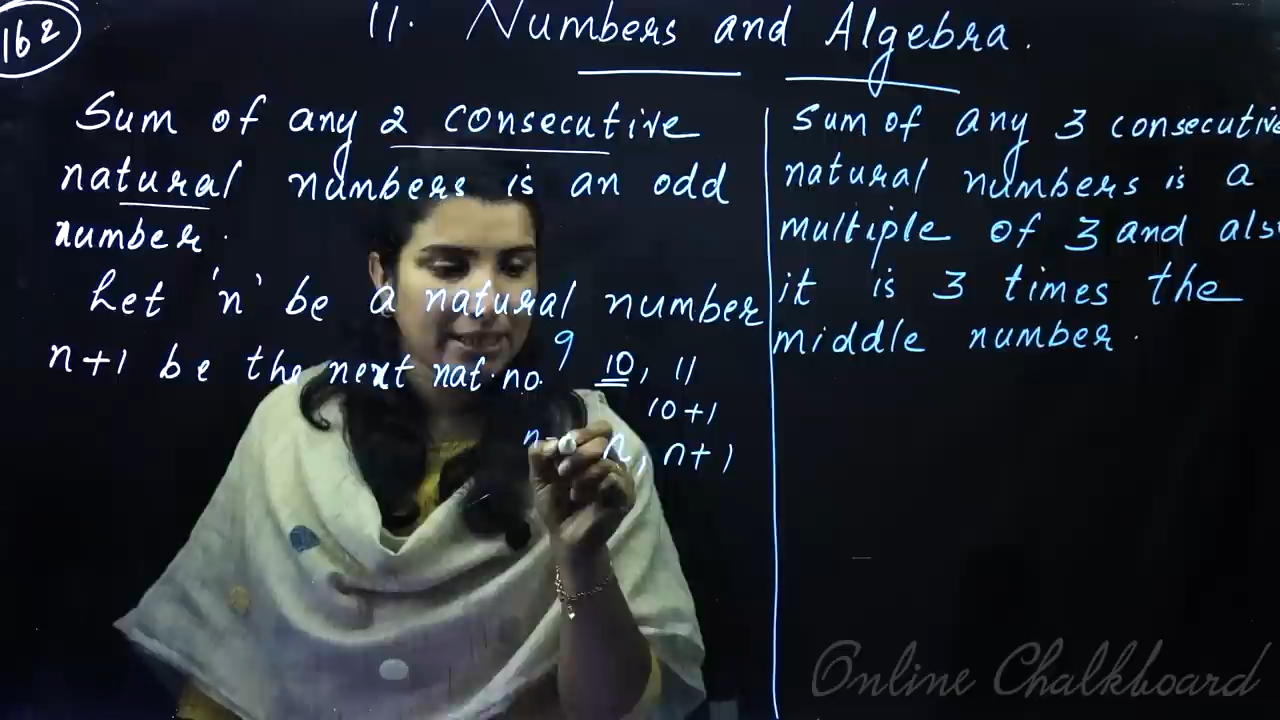 16²
11. Numbers and Algebra.
Sum of any 2 consecutive
natural numbers is an odd
number.
Let 'n' be a natural number
n+1 be the next nat. no.
9 10, 11
10+1
n, n+1
Sum of any 3 consecutive
natural numbers is a
multiple of 3 and als
it is 3 times the
middle number.
Online Chalkboard